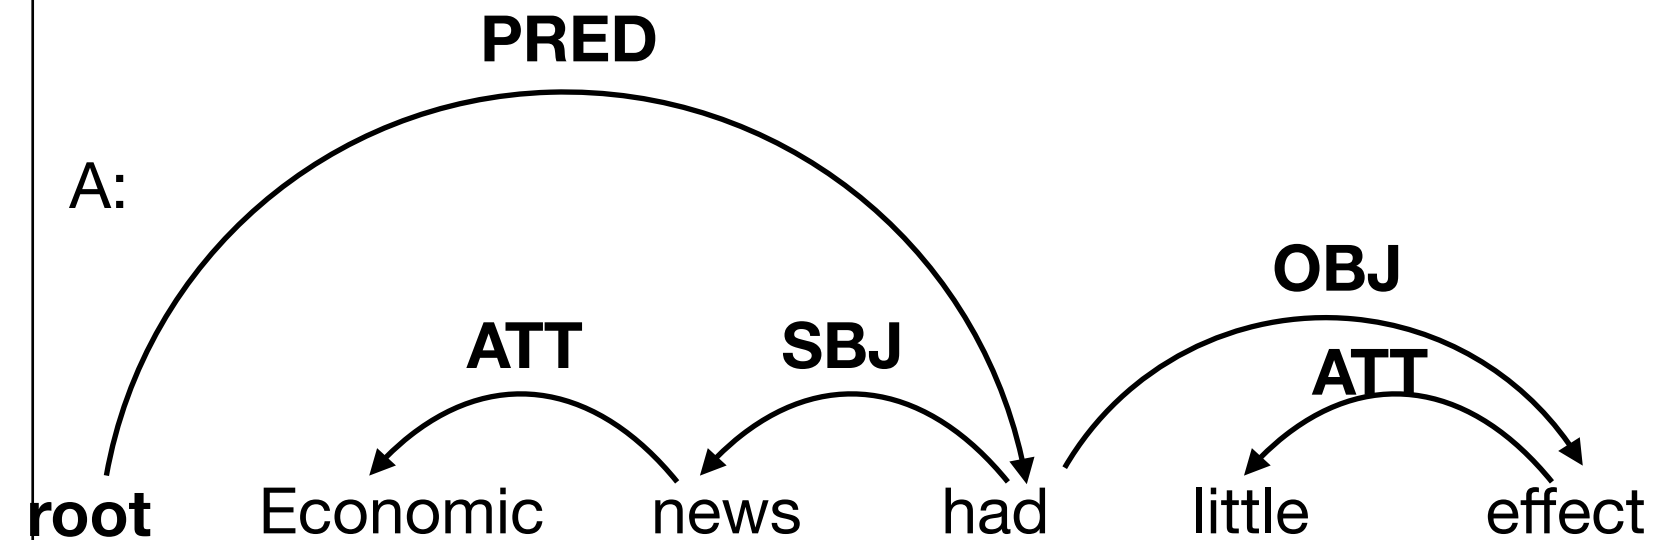 PRED
A:
OBJ
ATT SBJ ATT
root Economic news had little effect